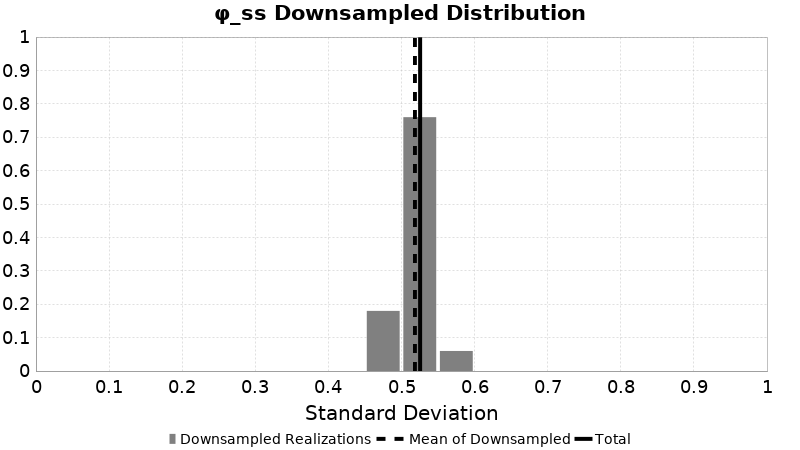 φ_ss Downsampled Distribution
1
0.9
0.8
0.7
0.6
0.5
0.4
0.3
0.2
0.1
0
0 0.1 0.2 0.3 0.4 0.5 0.6 0.7 0.8 0.9 1
Standard Deviation
Downsampled Realizations Mean of Downsampled Total